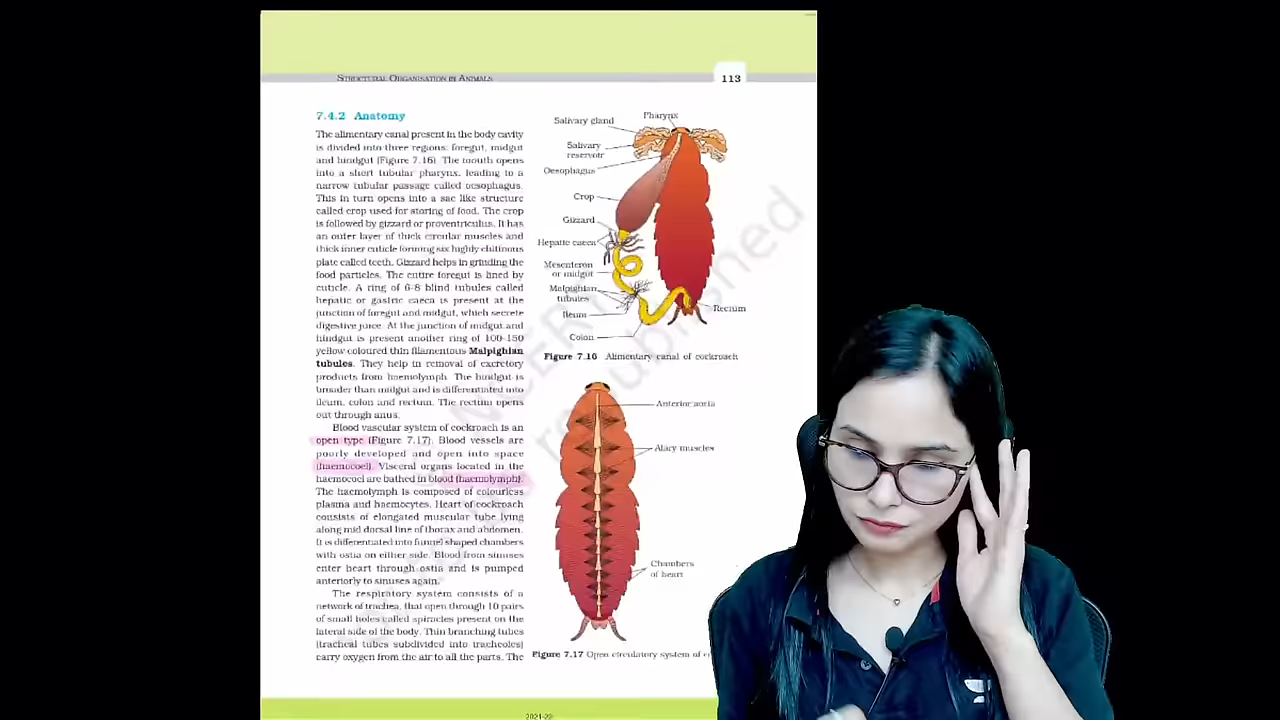 STRUCTURAL ORGANISATION IN ANIMALS
113
7.4.2 Anatomy
The alimentary canal present in the body cavity
is divided into three regions: foregut, midgut
and hindgut (Figure 7.16). The mouth opens
into a short tubular pharynx, leading to a
narrow tubular passage called oesophagus.
This in turn opens into a sac like structure
called crop used for storing of food. The crop
is followed by gizzard or proventriculus. It has
an outer layer of thick circular muscles and
thick inner cuticle forming six highly chitinous
plate called teeth. Gizzard helps in grinding the
food particles. The entire foregut is lined by
cuticle. A ring of 6-8 blind tubules called
hepatic or gastric caeca is present at the
junction of foregut and midgut, which secrete
digestive juice. At the junction of midgut and
hindgut is present another ring of 100-150
yellow coloured thin filamentous Malpighian
tubules. They help in removal of excretory
products from haemolymph. The hindgut is
broader than midgut and is differentiated into
ileum, colon and rectum. The rectum opens
out through anus.
Blood vascular system of cockroach is an
open type (Figure 7.17). Blood vessels are
poorly developed and open into space
(haemocoel). Visceral organs located in the
haemocoel are bathed in blood (haemolymph).
The haemolymph is composed of colourless
plasma and haemocytes. Heart of cockroach
consists of elongated muscular tube lying
along mid dorsal line of thorax and abdomen.
It is differentiated into funnel shaped chambers
with ostia on either side. Blood from sinuses
enter heart through ostia and is pumped
anteriorly to sinuses again.
The respiratory system consists of a
network of trachea, that open through 10 pairs
of small holes called spiracles present on the
lateral side of the body. Thin branching tubes
(tracheal tubes subdivided into tracheoles)
carry oxygen from the air to all the parts. The
Pharynx
Salivary gland
Salivary
reservoir
Oesophagus
Crop
Gizzard
Hepatic caeca
Mesenteron
or midgut
Malpighian
tubules
Ileum
Rectum
Colon
Figure 7.16 Alimentary canal of cockroach
Anterior aorta
Alary muscles
Chambers
of heart
Figure 7.17 Open circulatory system of
2021-22
NCERT
republished